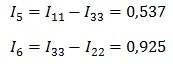 I₅ = I₁₁ − I₃₃ = 0,537
I₆ = I₃₃ − I₂₂ = 0,925